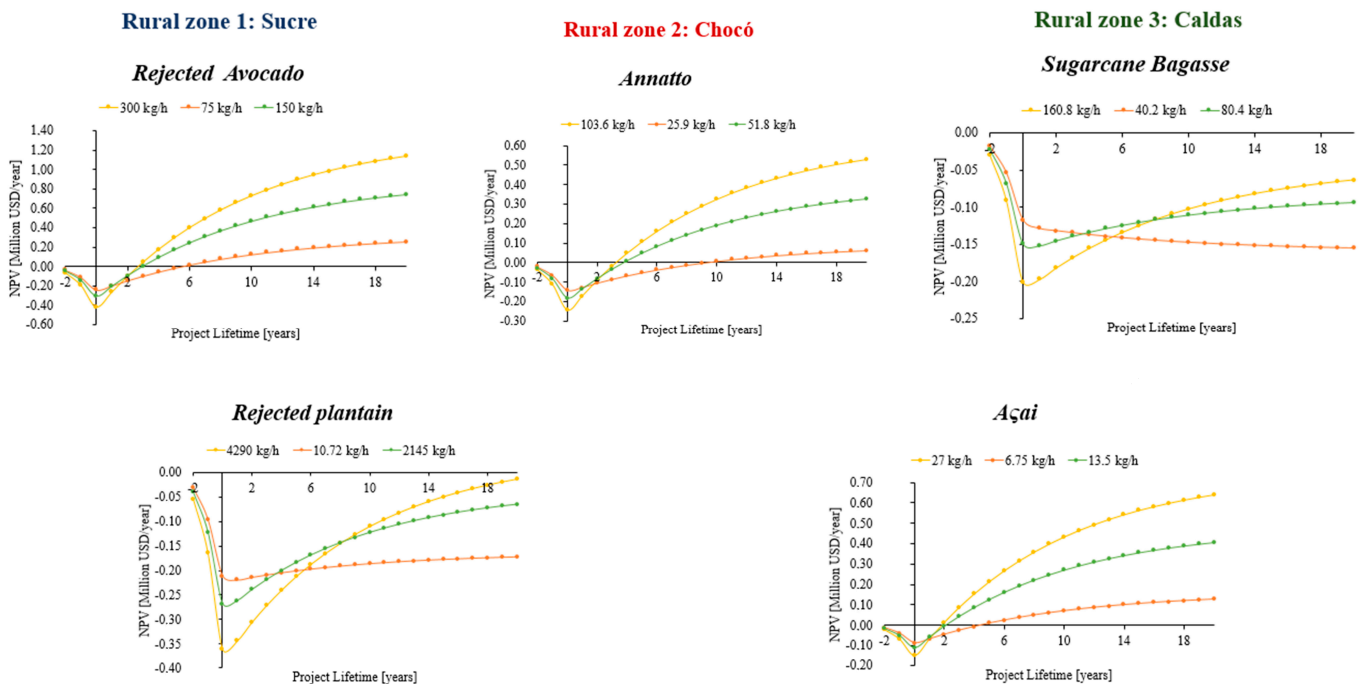 Rural zone 1: Sucre
Rural zone 2: Chocó
Rural zone 3: Caldas
Rejected Avocado
300 kg/h 75 kg/h 150 kg/h
NPV [Million USD/year]
1.40
1.20
1.00
0.80
0.60
0.40
0.20
0.00
-0.20
-0.40
-0.60
-2 2 6 10 14 18
Project Lifetime [years]
Annatto
103.6 kg/h 25.9 kg/h 51.8 kg/h
NPV [Million USD/year]
0.60
0.50
0.40
0.30
0.20
0.10
0.00
-0.10
-0.20
-0.30
-2 2 6 10 14 18
Project Lifetime [years]
Sugarcane Bagasse
160.8 kg/h 40.2 kg/h 80.4 kg/h
NPV [Million USD/year]
0.00
-0.05
-0.10
-0.15
-0.20
-0.25
-2 2 6 10 14 18
Project Lifetime [years]
Rejected plantain
4290 kg/h 10.72 kg/h 2145 kg/h
NPV [Million USD/year]
0.00
-0.05
-0.10
-0.15
-0.20
-0.25
-0.30
-0.35
-0.40
-2 2 6 10 14 18
Project Lifetime [years]
Açai
27 kg/h 6.75 kg/h 13.5 kg/h
NPV [Million USD/year]
0.70
0.60
0.50
0.40
0.30
0.20
0.10
0.00
-0.10
-0.20
-2 2 6 10 14 18
Project Lifetime [years]